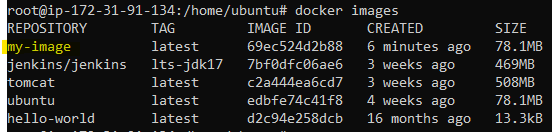 root@ip-172-31-91-134:/home/ubuntu# docker images
REPOSITORY TAG IMAGE ID CREATED SIZE
my-image latest 69ec524d2b88 6 minutes ago 78.1MB
jenkins/jenkins lts-jdk17 7bf0dfc06ae6 3 weeks ago 469MB
tomcat latest c2a444ea6cd7 3 weeks ago 508MB
ubuntu latest edbfe74c41f8 4 weeks ago 78.1MB
hello-world latest d2c94e258dcb 16 months ago 13.3kB